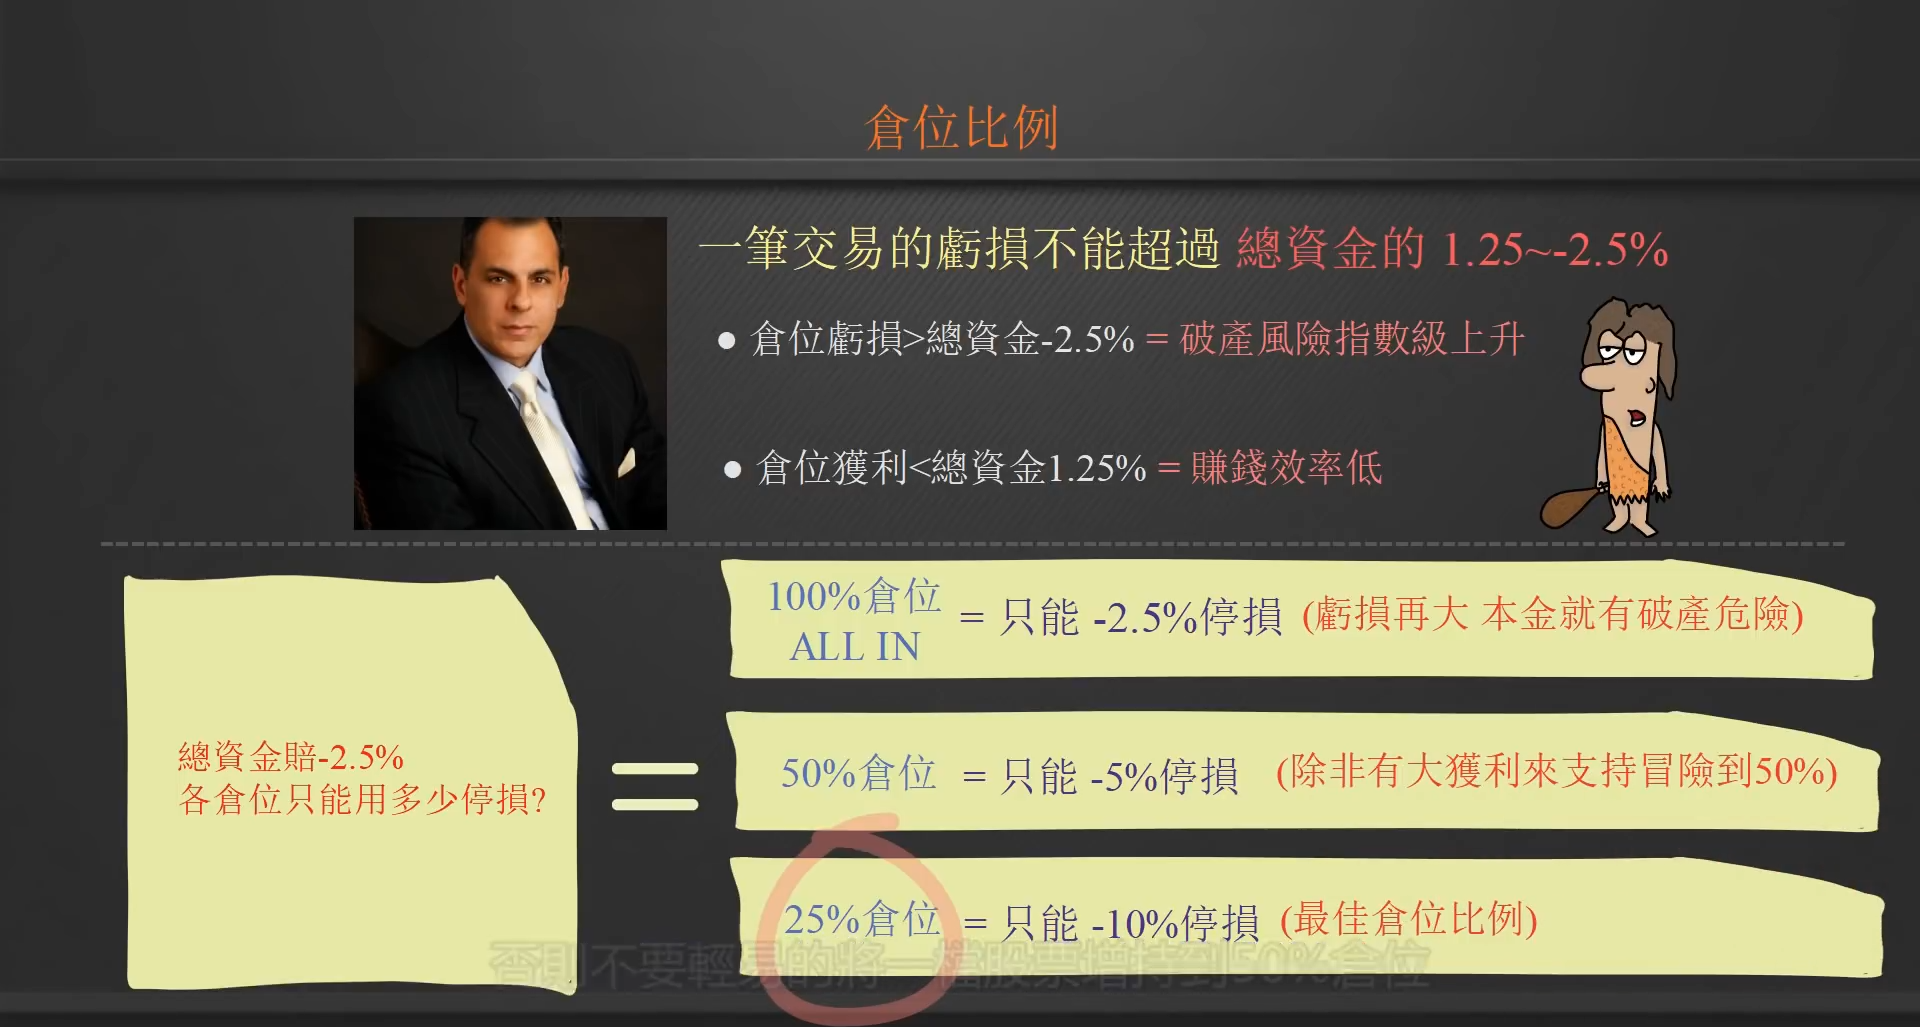 倉位比例
一筆交易的虧損不能超過 總資金的 1.25~-2.5%
● 倉位虧損>總資金-2.5% = 破產風險指數級上升
● 倉位獲利<總資金1.25% = 賺錢效率低
總資金賠-2.5%
各倉位只能用多少停損?
100%倉位
ALL IN
= 只能 -2.5%停損 (虧損再大 本金就有破產危險)
50%倉位 = 只能 -5%停損 (除非有大獲利來支持冒險到50%)
25%倉位 = 只能 -10%停損 (最佳倉位比例)
否則不要輕易的將一檔股票增持到50%倉位